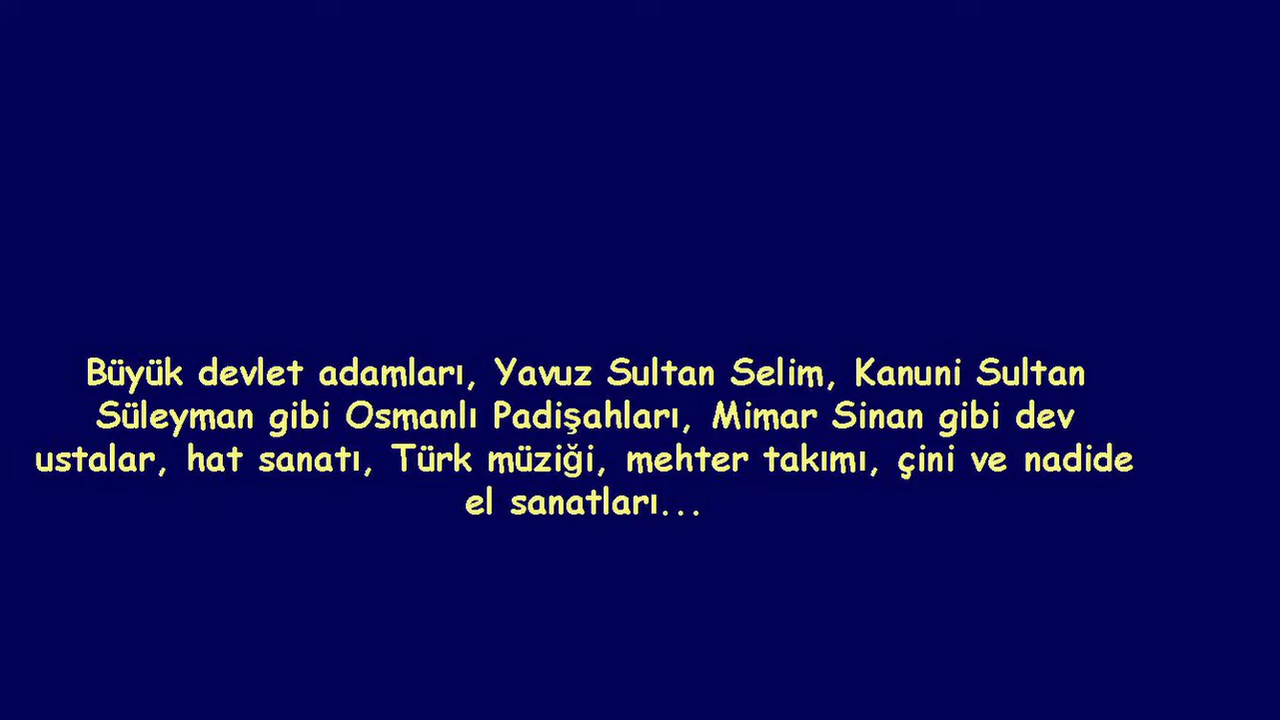 Büyük devlet adamları, Yavuz Sultan Selim, Kanuni Sultan
Süleyman gibi Osmanlı Padişahları, Mimar Sinan gibi dev
ustalar, hat sanatı, Türk müziği, mehter takımı, çini ve nadide
el sanatları...